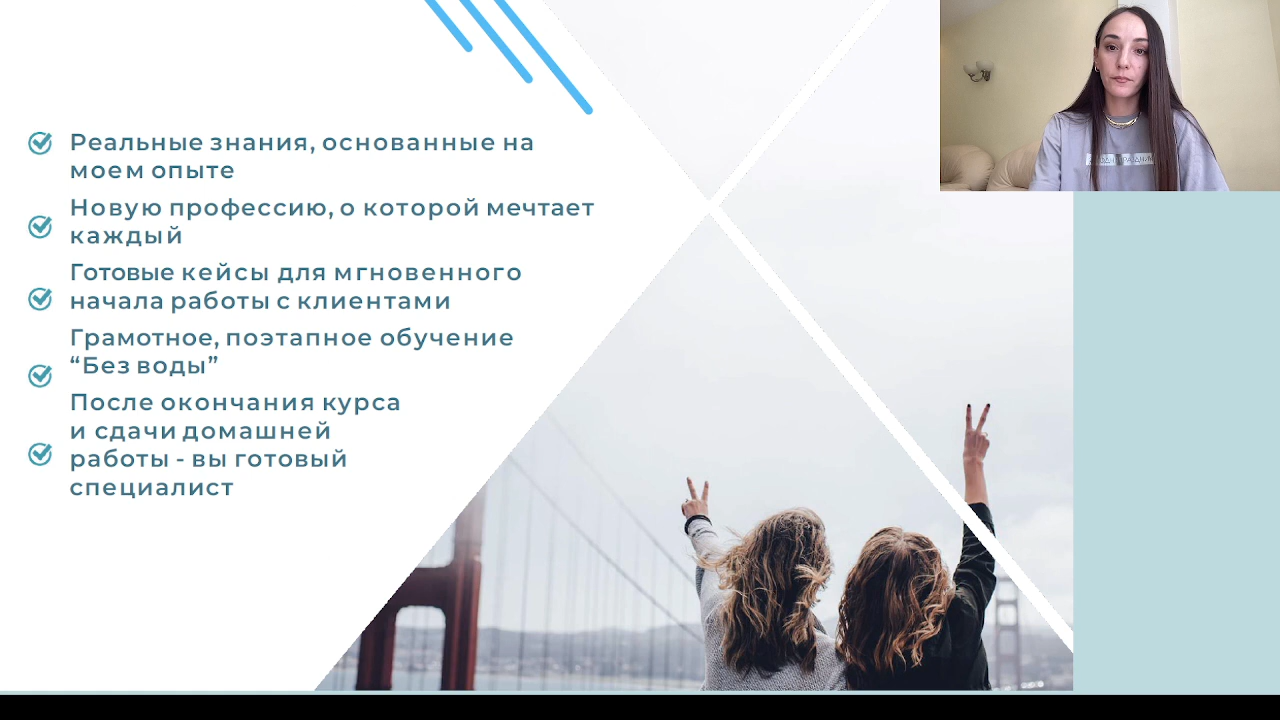 Реальные знания, основанные на
моем опыте
Новую профессию, о которой мечтает
каждый
Готовые кейсы для мгновенного
начала работы с клиентами
Грамотное, поэтапное обучение
“Без воды”
После окончания курса
и сдачи домашней
работы - вы готовый
специалист